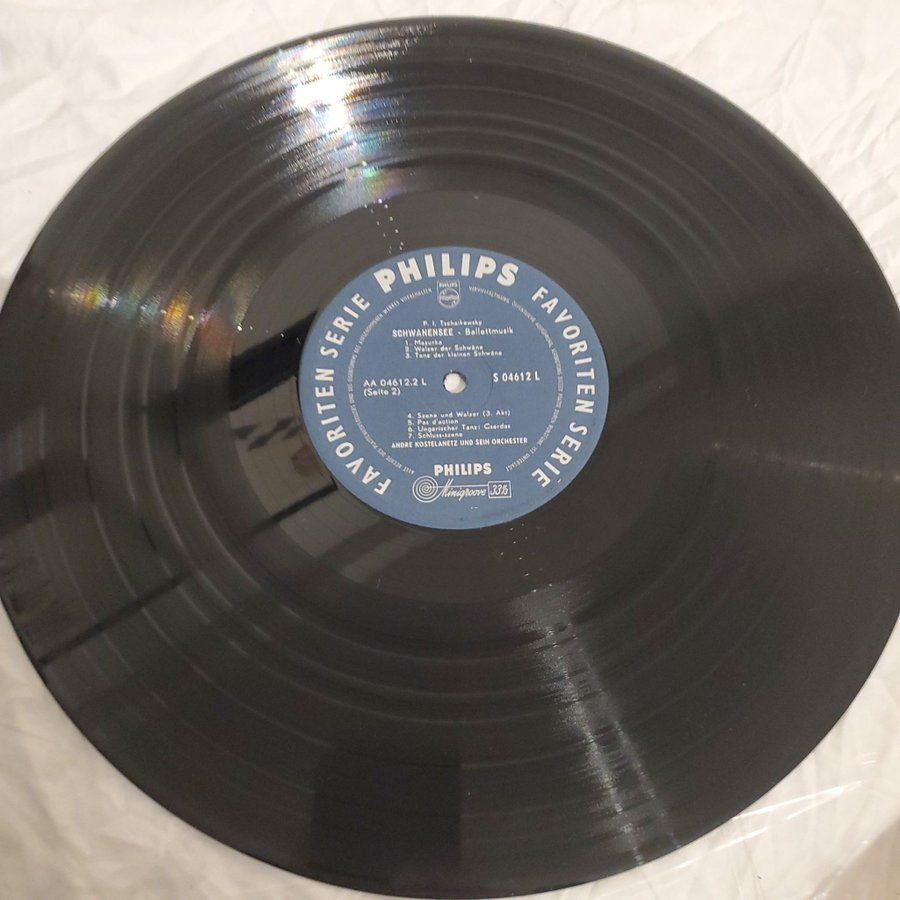 PHILIPS
FAVORITEN SERIE
FAVORITEN SERIE
PHILIPS
P. I. Tschaikowsky
SCHWANENSEE - Ballettmusik
1. Mazurka
2. Walzer der Schwäne
3. Tanz der kleinen Schwäne
AA 04612.2 L
(Seite 2)
S 04612 L
4. Szene und Walzer (3. Akt)
5. Pas d'action
6. Ungarischer Tanz: Csardas
7. Schluss-szene
ANDRE KOSTELANETZ UND SEIN ORCHESTER
PHILIPS
Minigroove 33⅓